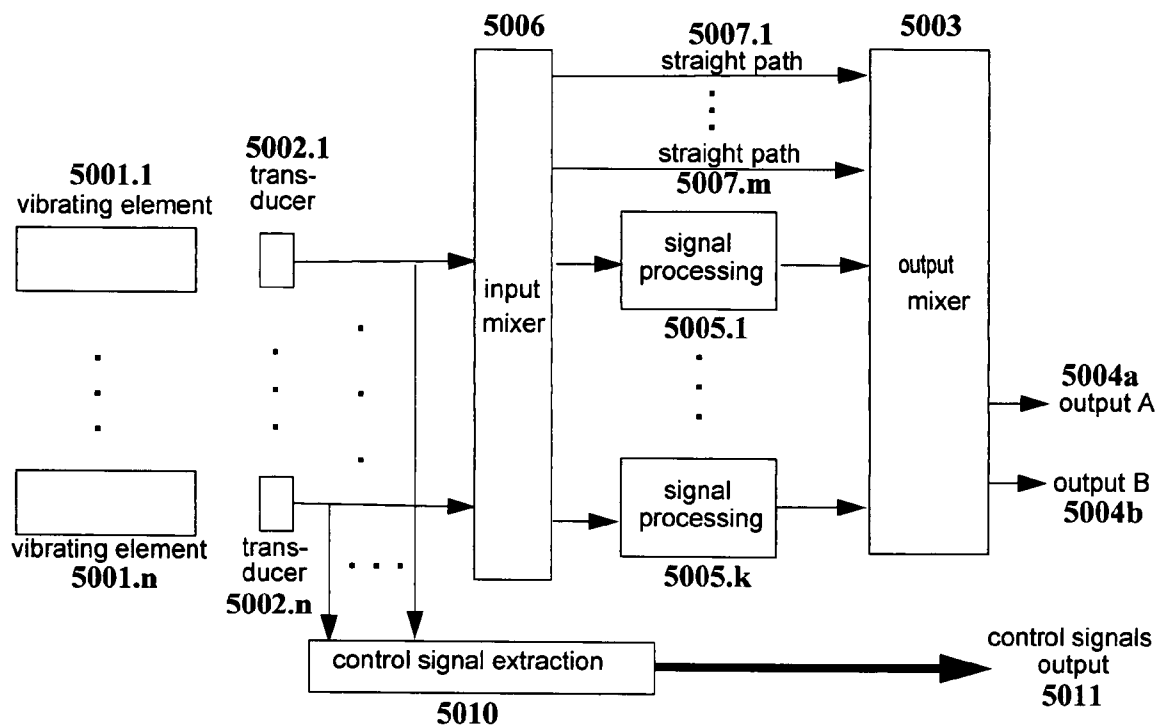 5006
5007.1
straight path
5003
5002.1
trans-
ducer
straight path
5007.m
5001.1
vibrating element
signal
processing
output
mixer
input
mixer
5005.1
5004a
output A
output B
5004b
signal
processing
vibrating element
5001.n
trans-
ducer
5002.n
5005.k
control signal extraction
5010
control signals
output
5011